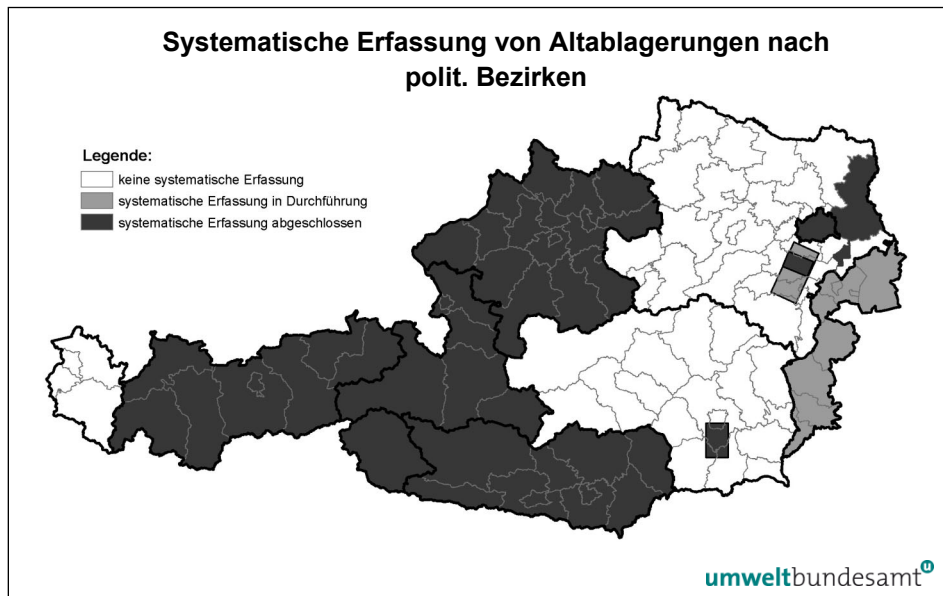 Systematische Erfassung von Altablagerungen nach
polit. Bezirken
Legende:
keine systematische Erfassung
systematische Erfassung in Durchführung
systematische Erfassung abgeschlossen
umweltbundesamt u